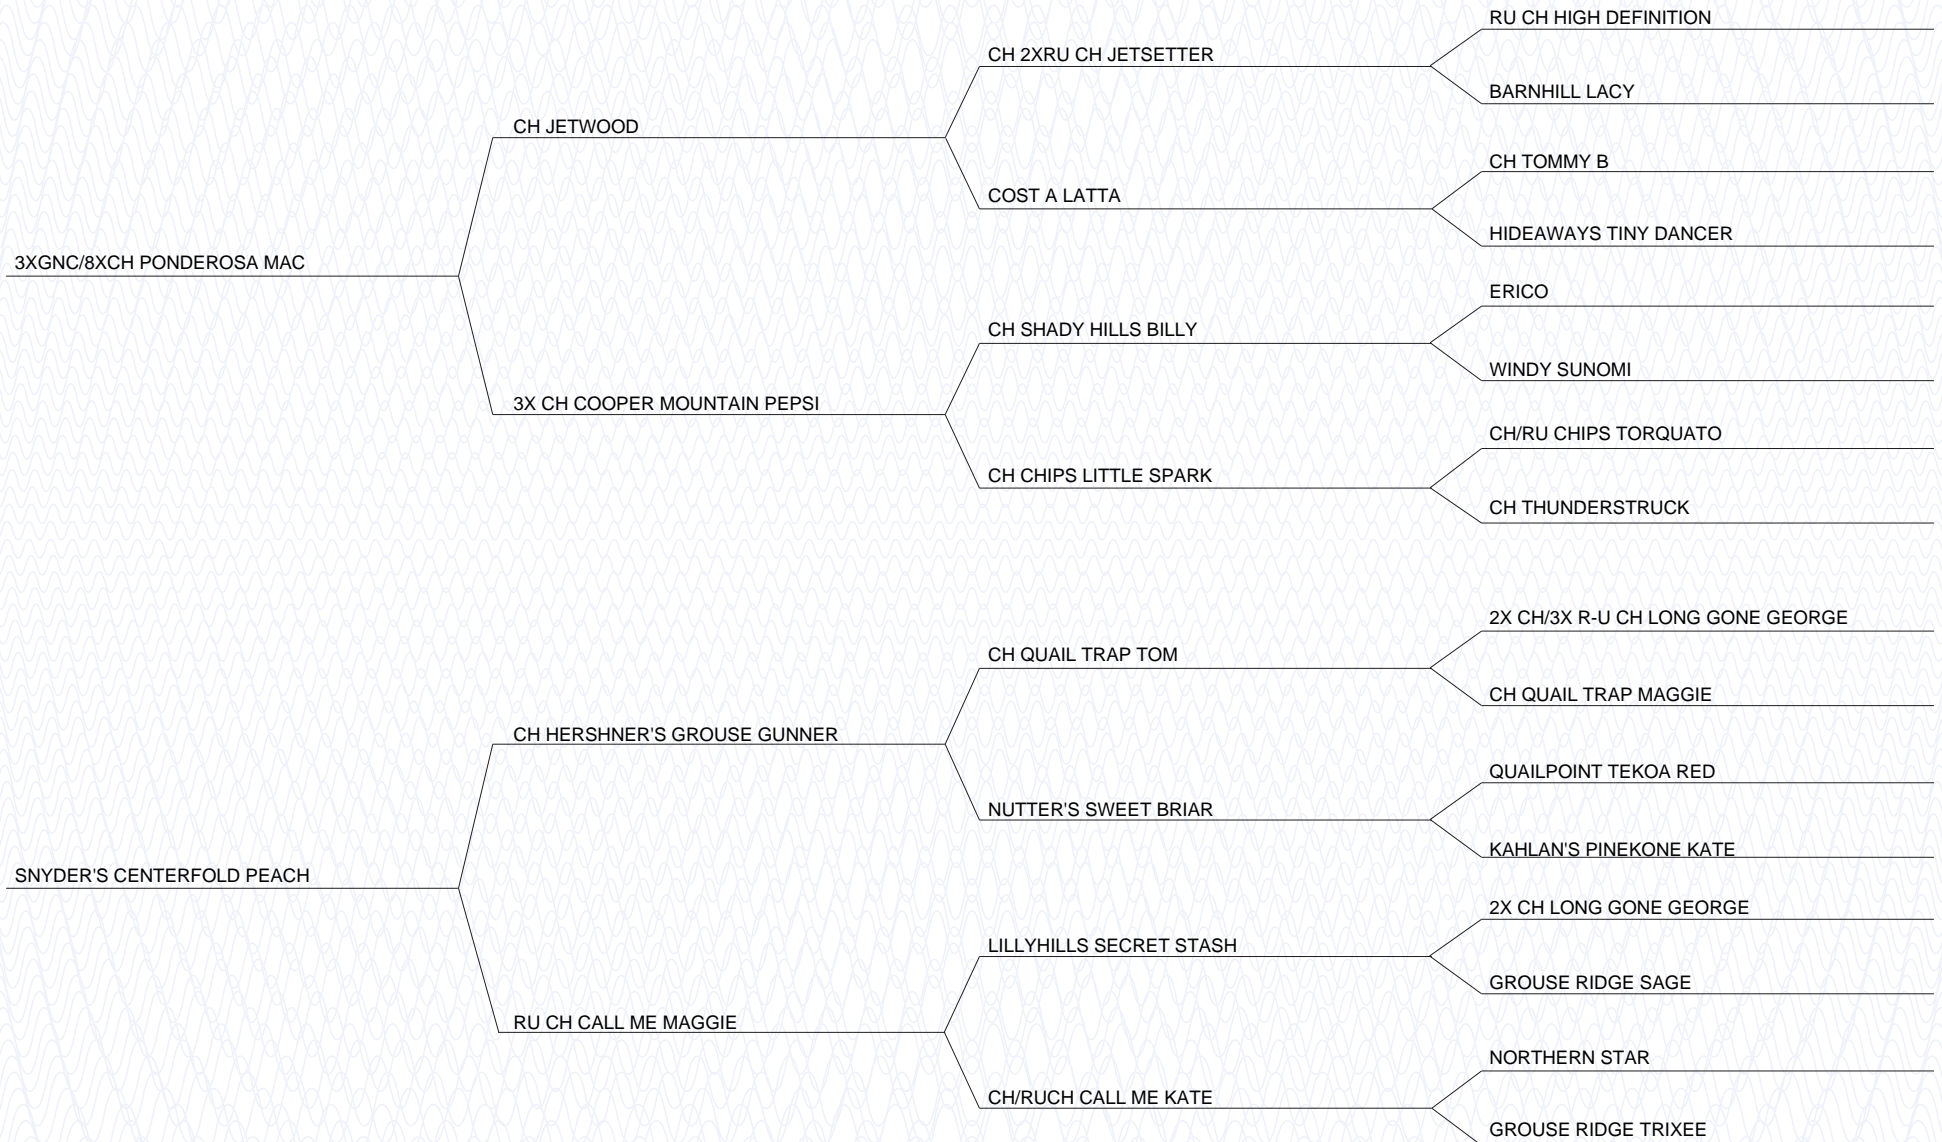 RU CH HIGH DEFINITION
CH 2XRU CH JETSETTER
BARNHILL LACY
CH JETWOOD
CH TOMMY B
COST A LATTA
HIDEAWAYS TINY DANCER
3XGNC/8XCH PONDEROSA MAC
ERICO
CH SHADY HILLS BILLY
WINDY SUNOMI
3X CH COOPER MOUNTAIN PEPSI
CH/RU CHIPS TORQUATO
CH CHIPS LITTLE SPARK
CH THUNDERSTRUCK
2X CH/3X R-U CH LONG GONE GEORGE
CH QUAIL TRAP TOM
CH QUAIL TRAP MAGGIE
CH HERSHNER'S GROUSE GUNNER
QUAILPOINT TEKOA RED
NUTTER'S SWEET BRIAR
KAHLAN'S PINEKONE KATE
SNYDER'S CENTERFOLD PEACH
2X CH LONG GONE GEORGE
LILLYHILLS SECRET STASH
GROUSE RIDGE SAGE
RU CH CALL ME MAGGIE
NORTHERN STAR
CH/RUCH CALL ME KATE
GROUSE RIDGE TRIXEE